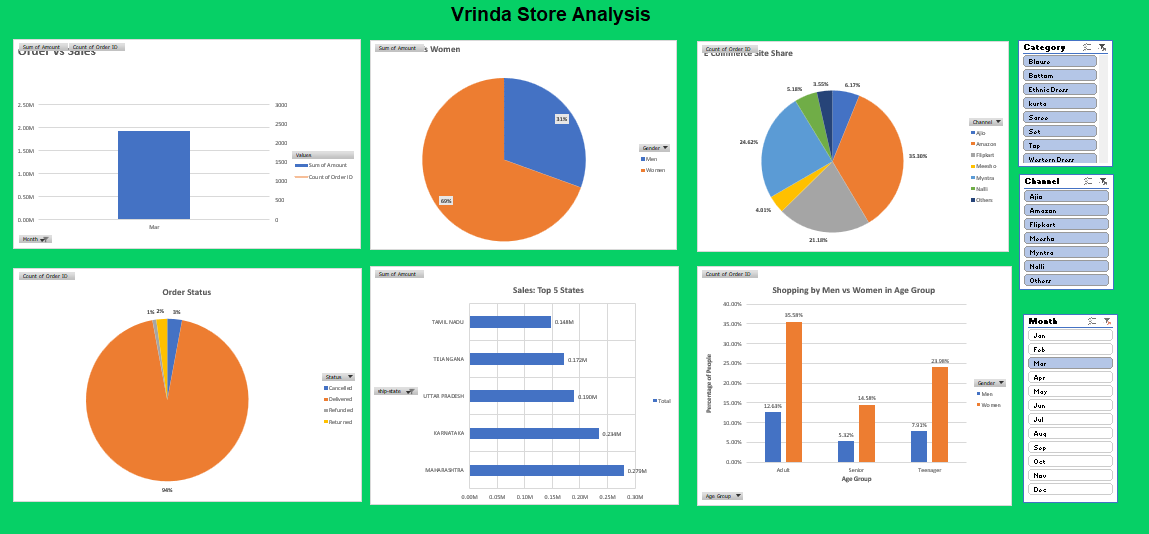 Vrinda Store Analysis
Sum of Amount
Count of Order ID
Order Vs Sales
2.50M
2.00M
1.50M
1.00M
0.50M
0.00M
3000
2500
2000
1500
1000
500
0
Mar
Values
Sum of Amount
Count of Order ID
Month
Sum of Amount
s Women
31%
69%
Gender
Men
Women
Count of Order ID
E Commerce Site Share
3.55%
6.17%
5.18%
24.62%
35.30%
4.01%
21.18%
Channel
Ajio
Amazon
Flipkart
Meesho
Myntra
Nalli
Others
Category
Blouse
Bottom
Ethnic Dress
kurta
Saree
Set
Top
Western Dress
Channel
Ajio
Amazon
Flipkart
Meesho
Myntra
Nalli
Others
Count of Order ID
Order Status
1%
2%
3%
94%
Status
Cancelled
Delivered
Refunded
Returned
Sum of Amount
Sales: Top 5 States
ship-state
TAMIL NADU
0.148M
TELANGANA
0.172M
UTTAR PRADESH
0.190M
KARNATAKA
0.234M
MAHARASHTRA
0.279M
0.00M
0.05M
0.10M
0.15M
0.20M
0.25M
0.30M
Total
Count of Order ID
Shopping by Men vs Women in Age Group
Percentage of People
40.00%
35.00%
30.00%
25.00%
20.00%
15.00%
10.00%
5.00%
0.00%
12.63%
35.58%
5.32%
14.58%
7.91%
23.98%
Adult
Senior
Teenager
Age Group
Gender
Men
Women
Age Group
Month
Jan
Feb
Mar
Apr
May
Jun
Jul
Aug
Sep
Oct
Nov
Dec